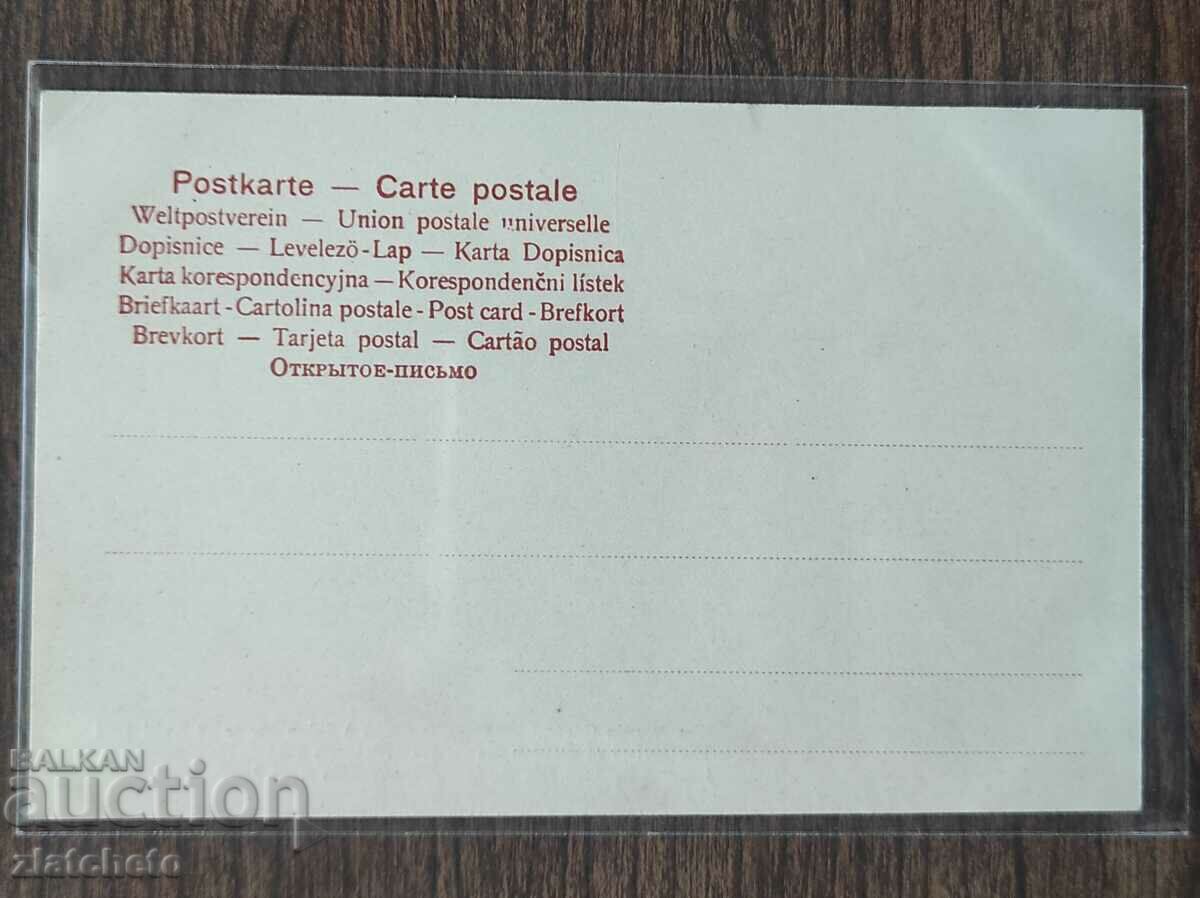 Postkarte — Carte postale
Weltpostverein — Union postale universelle
Dopisnice — Levelezö-Lap — Karta Dopisnica
Karta korespondencyjna — Korespondenčni lístek
Briefkaart - Cartolina postale - Post card - Brefkort
Brevkort — Tarjeta postal — Cartão postal
Открытое-письмо
BALKAN
auction
zlatcheto